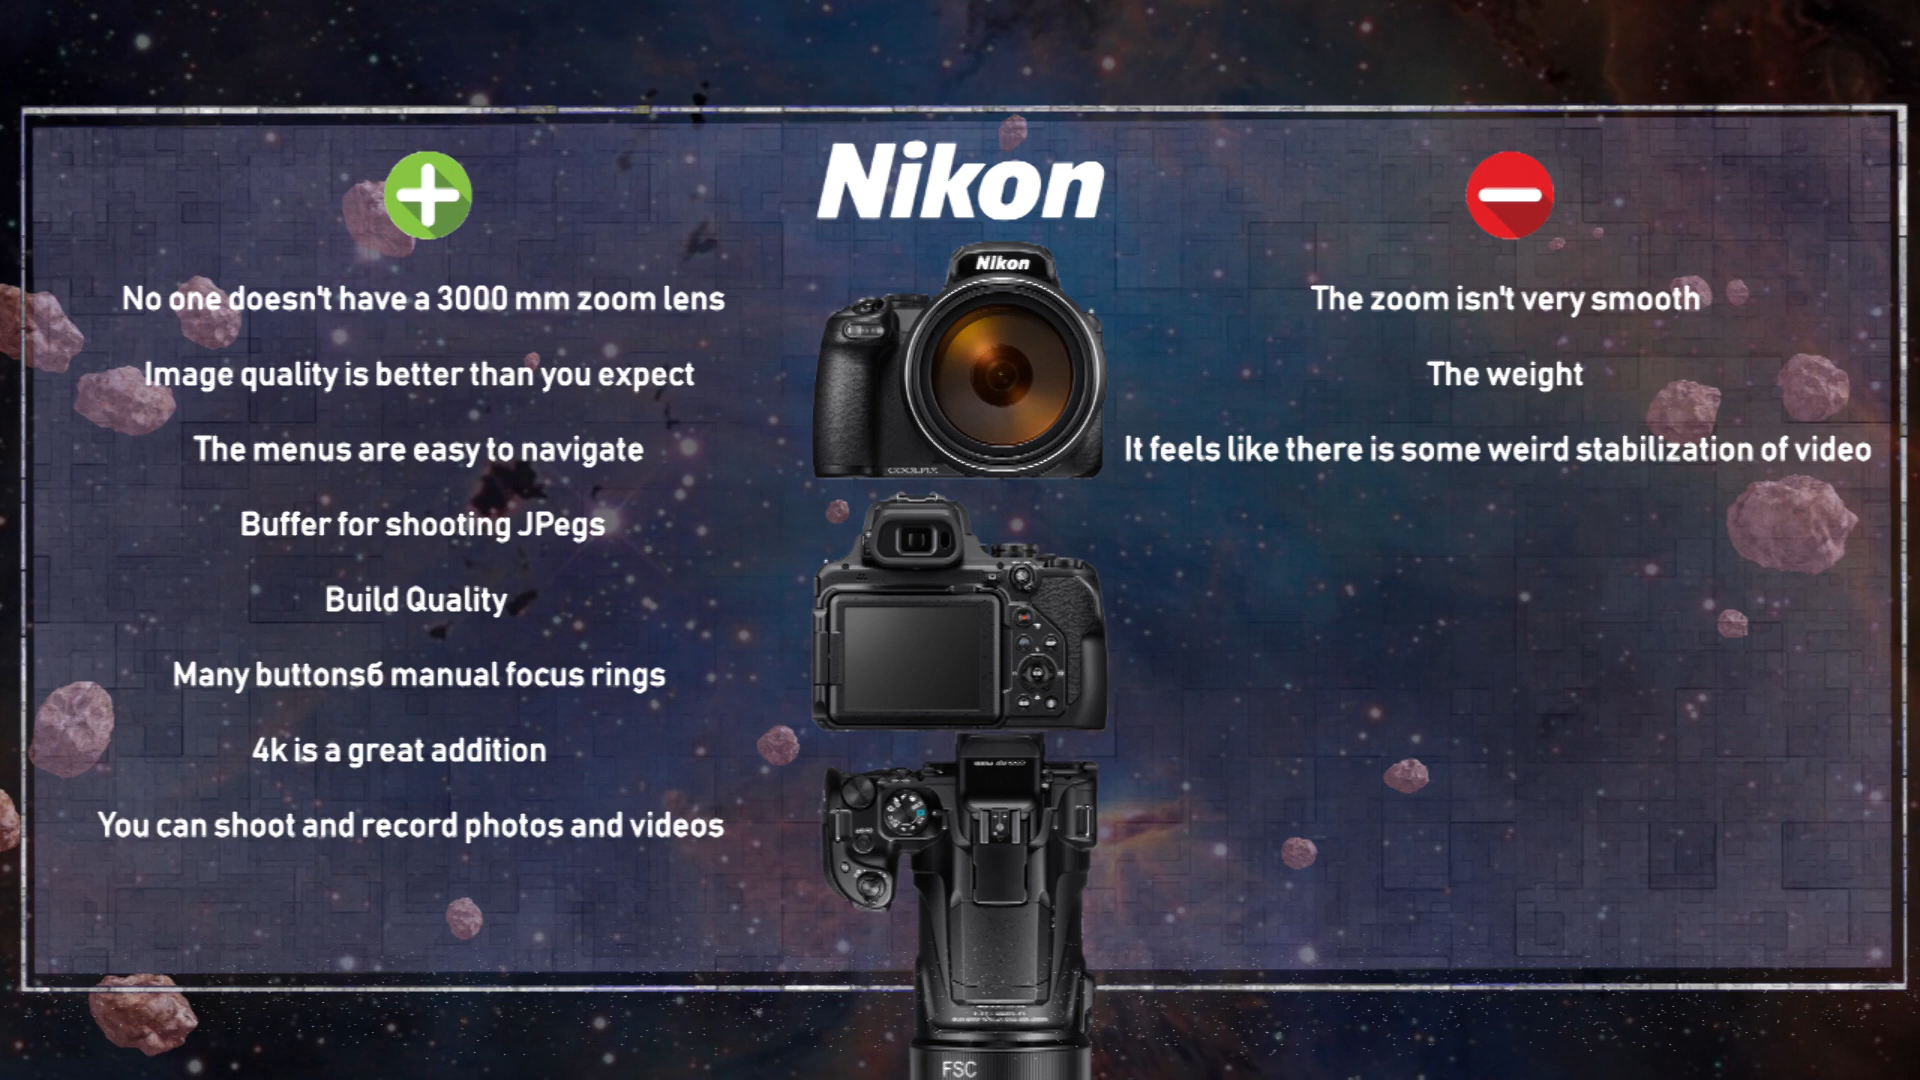 Nikon
No one doesn't have a 3000 mm zoom lens
Image quality is better than you expect
The menus are easy to navigate
Buffer for shooting JPegs
Build Quality
Many buttons6 manual focus rings
4k is a great addition
You can shoot and record photos and videos
Nikon
COOLPIX
The zoom isn't very smooth
The weight
It feels like there is some weird stabilization of video
FSC